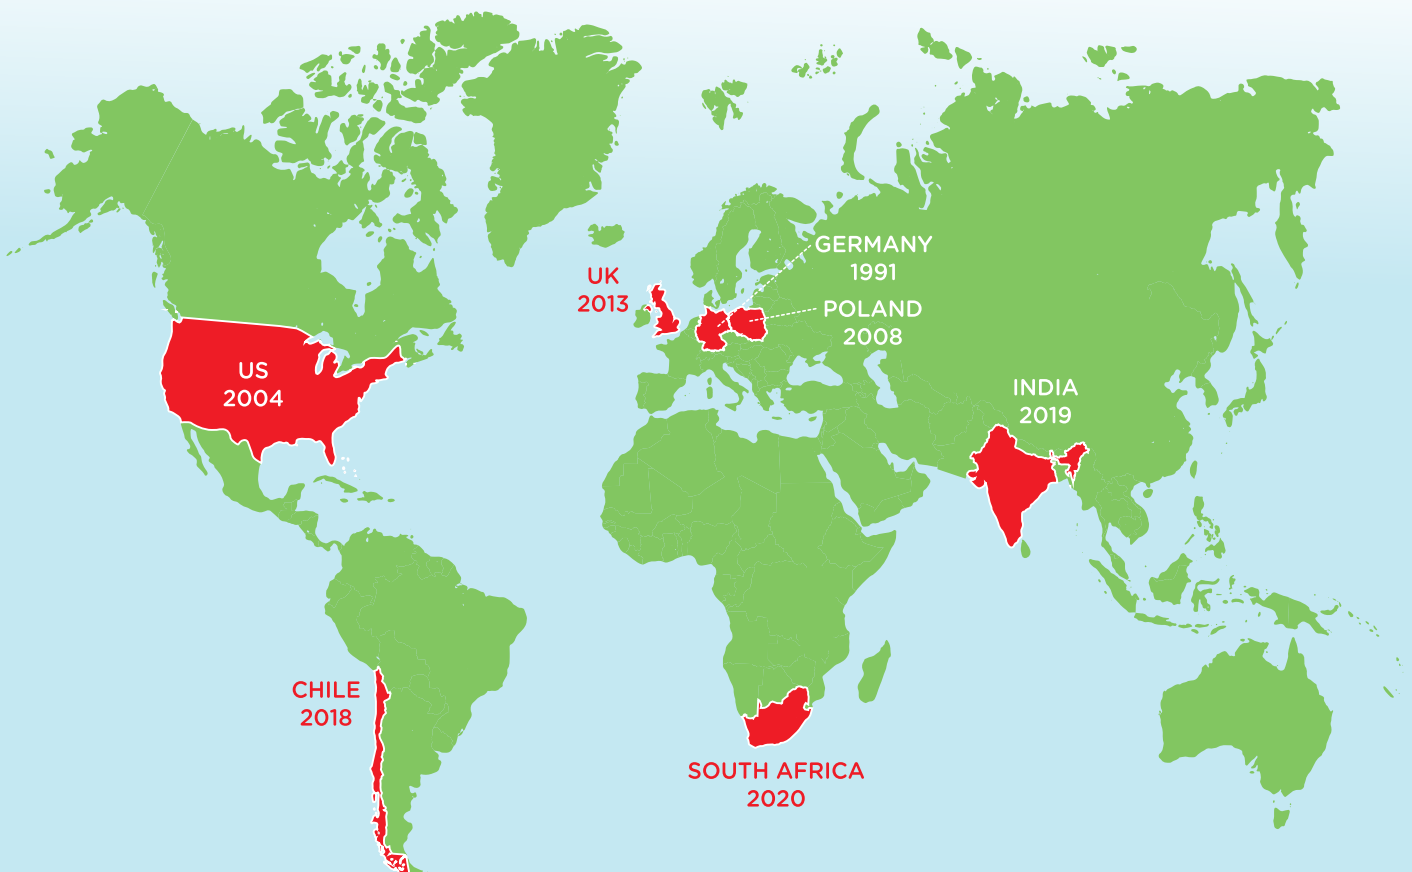 GERMANY
1991
UK
2013
POLAND
2008
US
2004
INDIA
2019
CHILE
2018
SOUTH AFRICA
2020